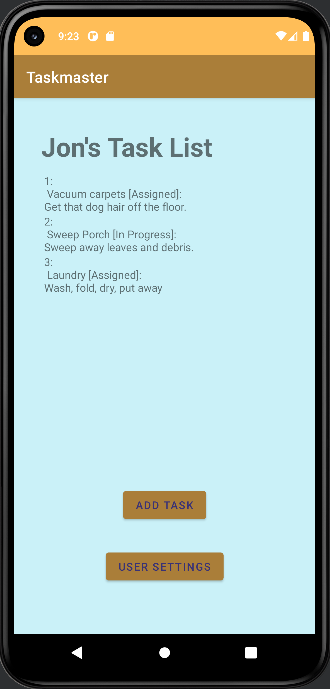 9:23
Taskmaster
Jon's Task List
1:
Vacuum carpets [Assigned]:
Get that dog hair off the floor.
2:
Sweep Porch [In Progress]:
Sweep away leaves and debris.
3:
Laundry [Assigned]:
Wash, fold, dry, put away
ADD TASK
USER SETTINGS